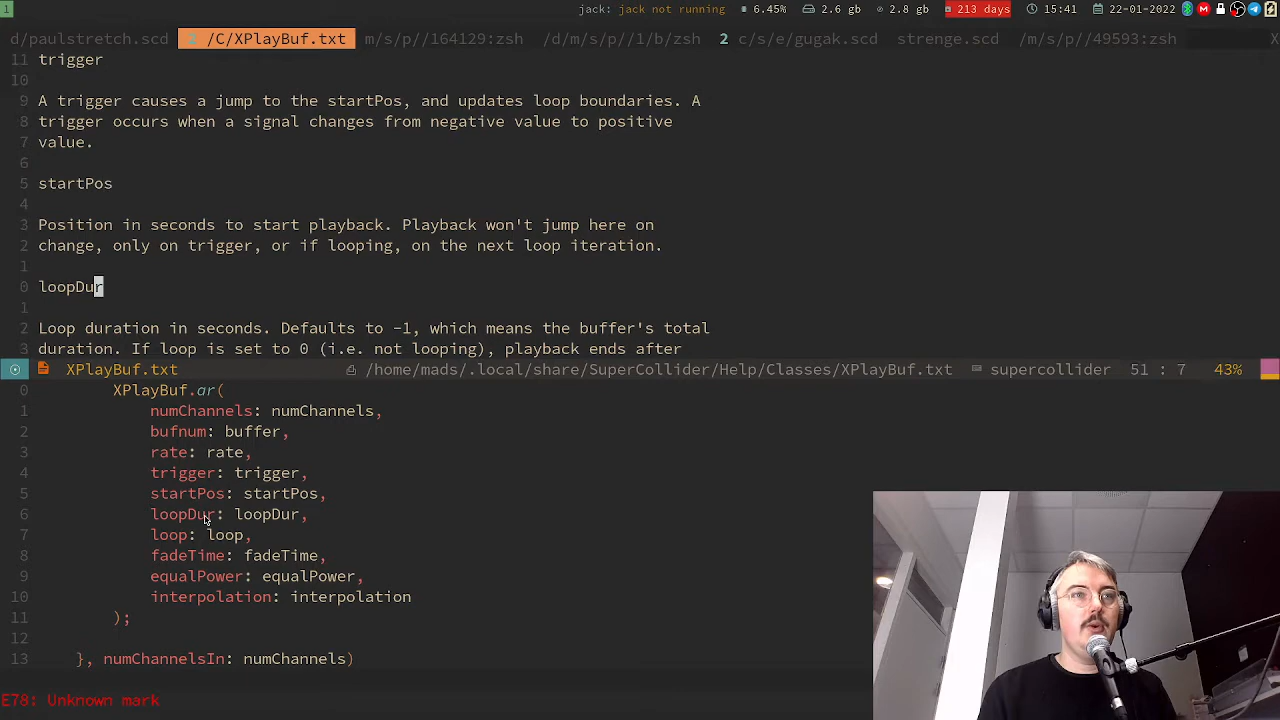 1 jack: jack not running 6.45% 2.6 gb 2.8 gb 213 days 15:41 22-01-2022
d/paulstretch.scd 1 /C/XPlayBuf.txt m/s/p//164129:zsh /d/m/s/p//1/b/zsh 2 c/s/e/gugak.scd strenge.scd /m/s/p//49593:zsh X
11 trigger
10
9 A trigger causes a jump to the startPos, and updates loop boundaries. A
8 trigger occurs when a signal changes from negative value to positive
7 value.
6
5 startPos
4
3 Position in seconds to start playback. Playback won't jump here on
2 change, only on trigger, or if looping, on the next loop iteration.
1
0 loopDur
1
2 Loop duration in seconds. Defaults to -1, which means the buffer's total
3 duration. If loop is set to 0 (i.e. not looping), playback ends after
XPlayBuf.txt /home/mads/.local/share/SuperCollider/Help/Classes/XPlayBuf.txt supercollider 51 : 7 43%
0 XPlayBuf.ar(
1 numChannels: numChannels,
2 bufnum: buffer,
3 rate: rate,
4 trigger: trigger,
5 startPos: startPos,
6 loopDur: loopDur,
7 loop: loop,
8 fadeTime: fadeTime,
9 equalPower: equalPower,
10 interpolation: interpolation
11 );
12
13 }, numChannelsIn: numChannels)
E78: Unknown mark